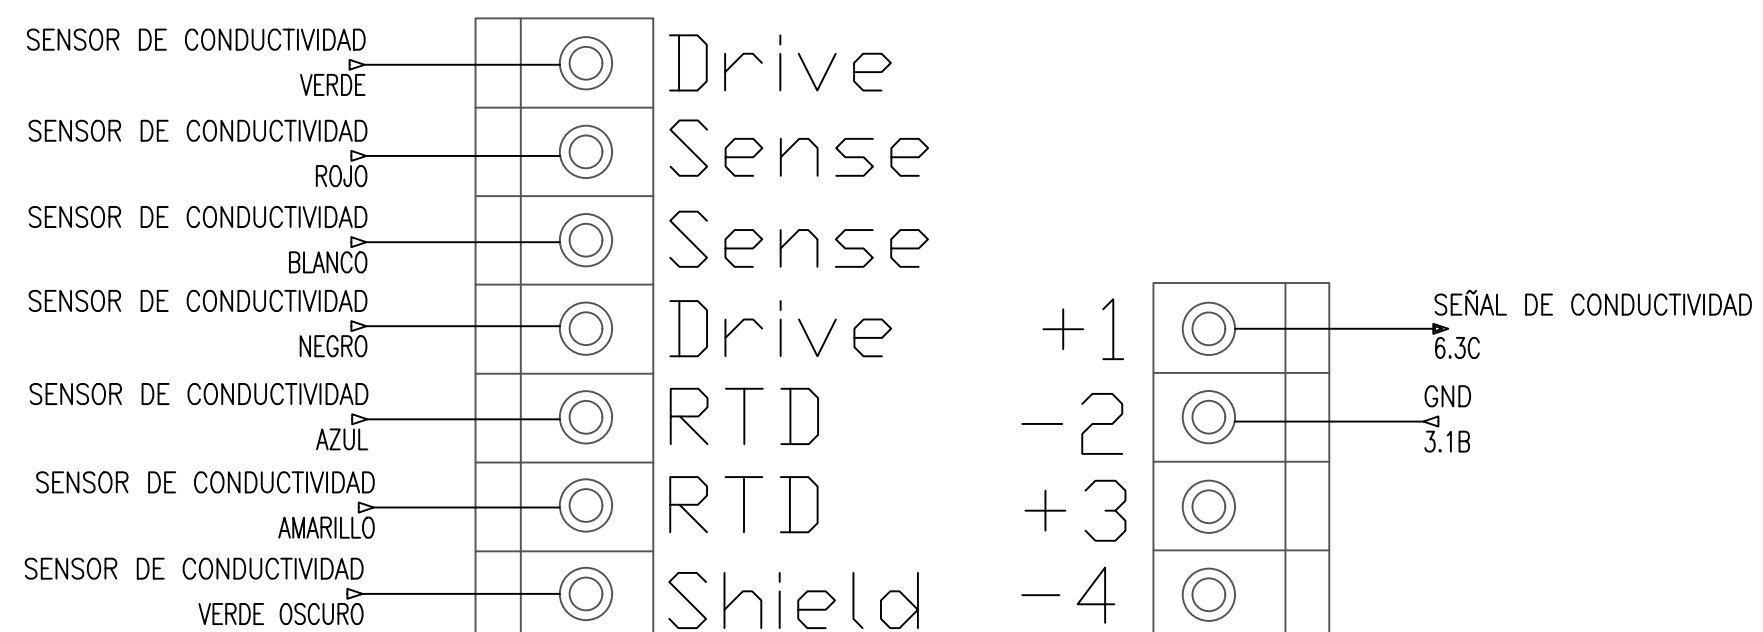 SENSOR DE CONDUCTIVIDAD
VERDE
Drive
SENSOR DE CONDUCTIVIDAD
ROJO
Sense
SENSOR DE CONDUCTIVIDAD
BLANCO
Sense
SENSOR DE CONDUCTIVIDAD
NEGRO
Drive
SENSOR DE CONDUCTIVIDAD
AZUL
RTD
SENSOR DE CONDUCTIVIDAD
AMARILLO
RTD
SENSOR DE CONDUCTIVIDAD
VERDE OSCURO
Shield
+1
SEÑAL DE CONDUCTIVIDAD
6.3C
-2
GND
3.1B
+3
-4